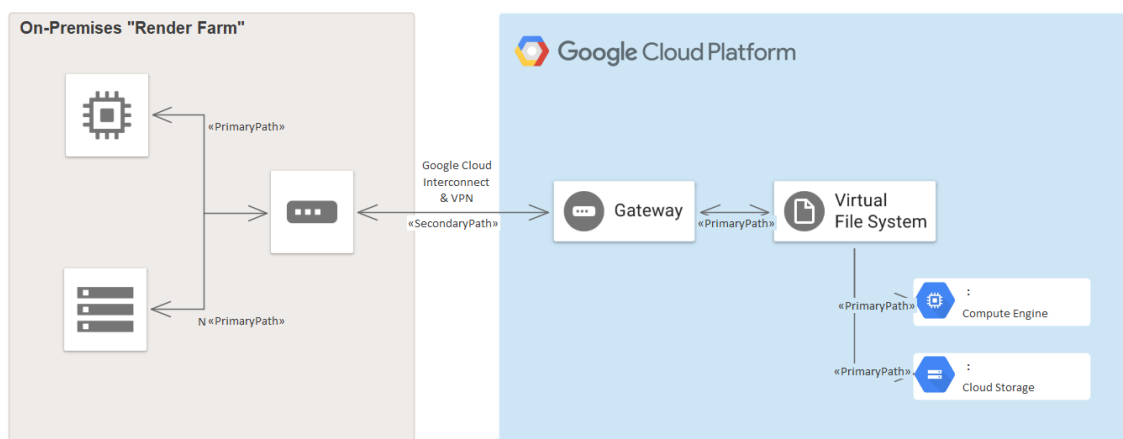 On-Premises "Render Farm"
Google Cloud Platform
«PrimaryPath»
Google Cloud
Interconnect
& VPN
«SecondaryPath»
Gateway
«PrimaryPath»
Virtual
File System
N «PrimaryPath»
«PrimaryPath»
:
Compute Engine
«PrimaryPath»
:
Cloud Storage